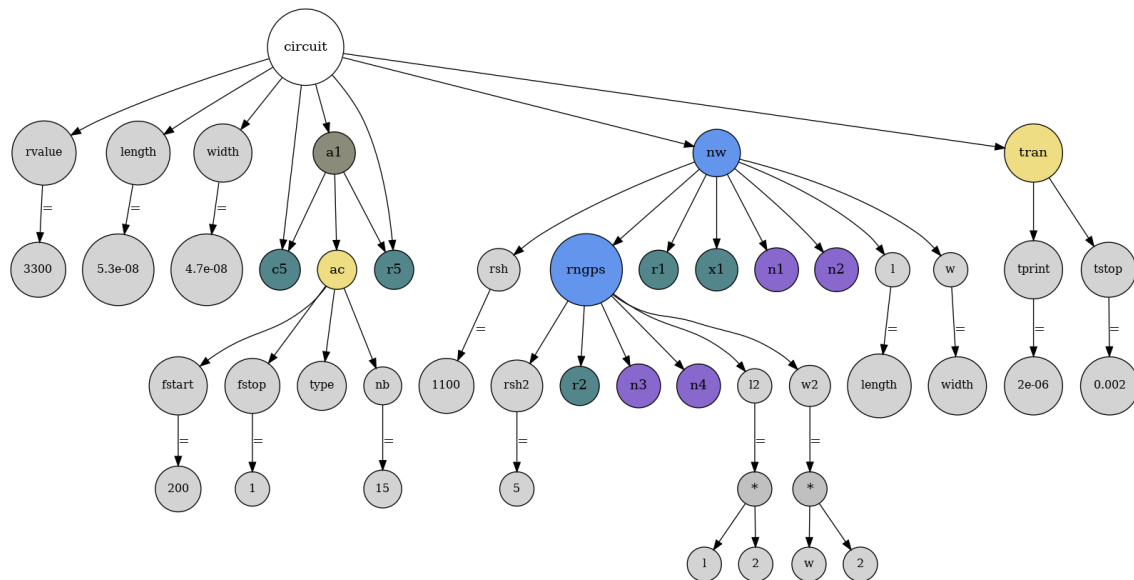 circuit
rvalue length width a1 nw tran
= = =
3300 5.3e-08 4.7e-08 c5 ac r5 rsh rngps r1 x1 n1 n2 l w tprint tstop
= = = =
fstart fstop type nb 1100 rsh2 r2 n3 n4 l2 w2 length width 2e-06 0.002
= = = = = =
200 1 15 5 * *
l 2 w 2